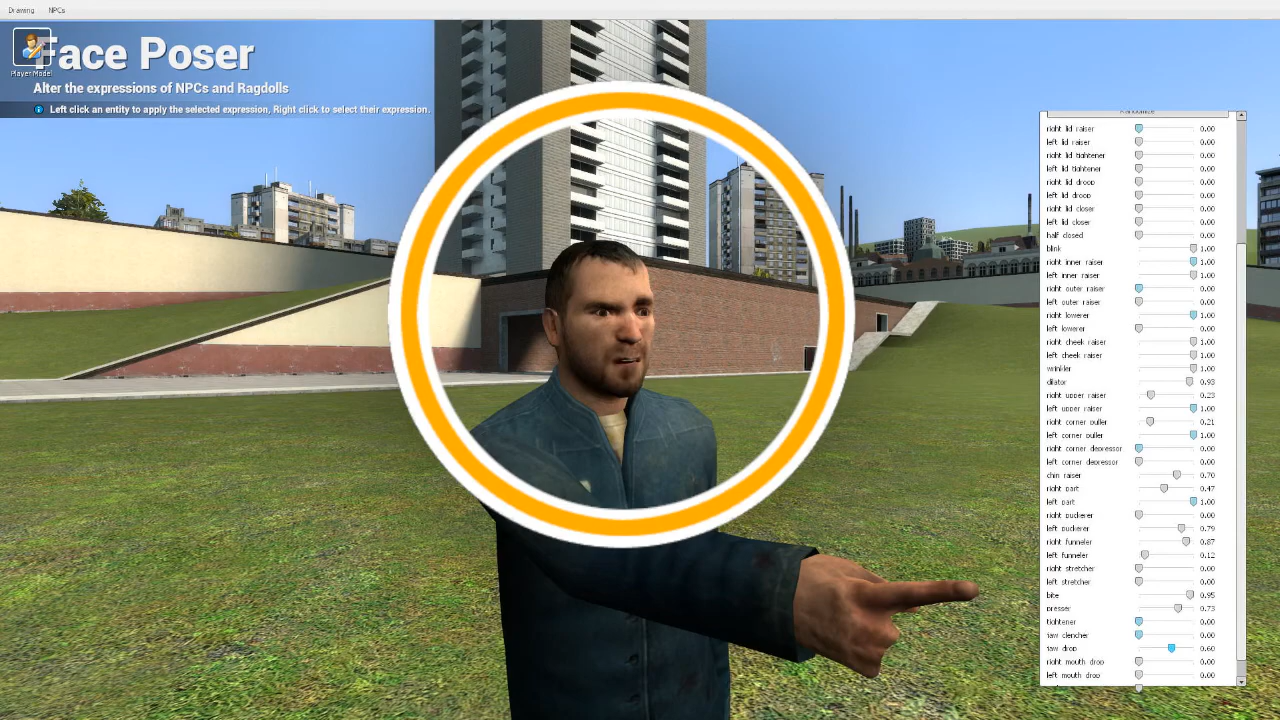 Drawing NPCs
Face Poser
Player Model
Alter the expressions of NPCs and Ragdolls
Left click an entity to apply the selected expression, Right click to select their expression.
right lid raiser 0.00
left lid raiser 0.00
right lid tightener 0.00
left lid tightener 0.00
right lid droop 0.00
left lid droop 0.00
right lid closer 0.00
left lid closer 0.00
half closed 0.00
blink 1.00
right inner raiser 1.00
left inner raiser 1.00
right outer raiser 0.00
left outer raiser 0.00
right lowerer 1.00
left lowerer 0.00
right cheek raiser 1.00
left cheek raiser 1.00
wrinkler 1.00
dilator 0.93
right upper raiser 0.23
left upper raiser 1.00
right corner puller 0.21
left corner puller 1.00
right corner depressor 0.00
left corner depressor 0.00
chin raiser 0.70
right part 0.47
left part 1.00
right puckerer 0.00
left puckerer 0.79
right funneler 0.87
left funneler 0.12
right stretcher 0.00
left stretcher 0.00
bite 0.95
presser 0.73
tightener 0.00
jaw clencher 0.00
jaw drop 0.60
right mouth drop 0.00
left mouth drop 0.00